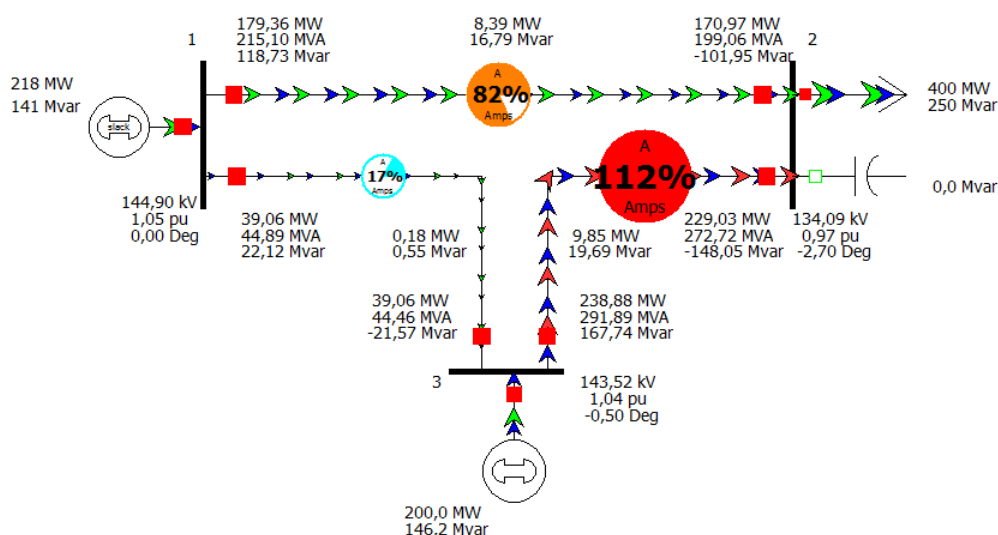 179,36 MW
215,10 MVA
118,73 Mvar
8,39 MW
16,79 Mvar
170,97 MW
199,06 MVA
-101,95 Mvar
1
2
218 MW
141 Mvar
slack
A
82%
Amps
400 MW
250 Mvar
A
17%
Amps
A
112%
Amps
0,0 Mvar
144,90 kV
1,05 pu
0,00 Deg
39,06 MW
44,89 MVA
22,12 Mvar
0,18 MW
0,55 Mvar
9,85 MW
19,69 Mvar
229,03 MW
272,72 MVA
-148,05 Mvar
134,09 kV
0,97 pu
-2,70 Deg
39,06 MW
44,46 MVA
-21,57 Mvar
238,88 MW
291,89 MVA
167,74 Mvar
3
143,52 kV
1,04 pu
-0,50 Deg
200,0 MW
146,2 Mvar